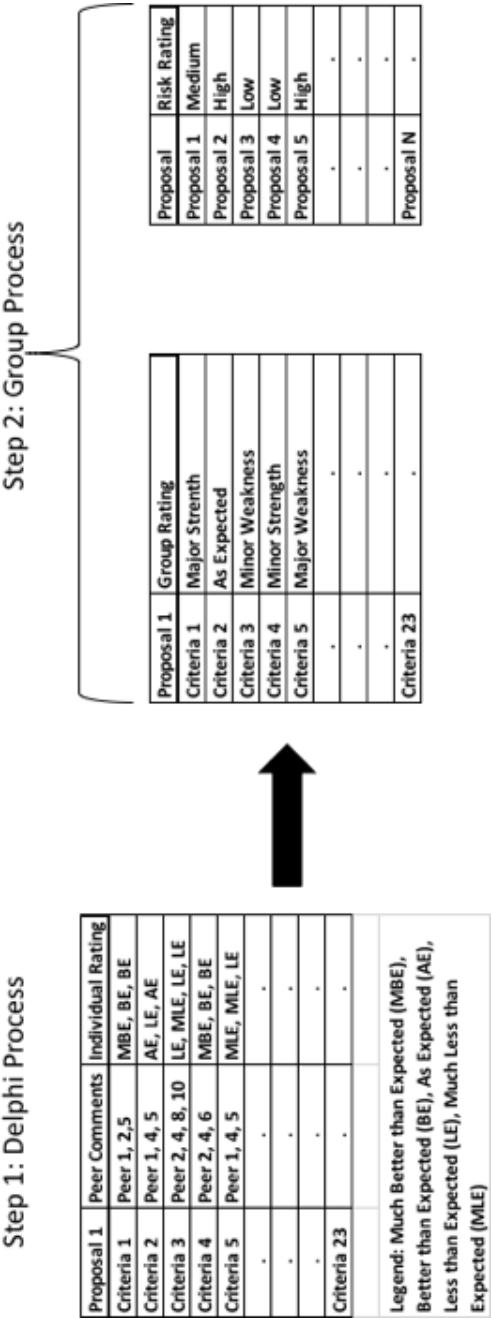 Step 1: Delphi Process
Proposal 1 Peer Comments Individual Rating
Criteria 1 Peer 1, 2,5 MBE, BE, BE
Criteria 2 Peer 1, 4, 5 AE, LE, AE
Criteria 3 Peer 2, 4, 8, 10 LE, MLE, LE, LE
Criteria 4 Peer 2, 4, 6 MBE, BE, BE
Criteria 5 Peer 1, 4, 5 MLE, MLE, LE
. . .
. . .
. . .
Criteria 23 . .
Legend: Much Better than Expected (MBE),
Better than Expected (BE), As Expected (AE),
Less than Expected (LE), Much Less than
Expected (MLE)
Step 2: Group Process
Proposal 1 Group Rating
Criteria 1 Major Strenth
Criteria 2 As Expected
Criteria 3 Minor Weakness
Criteria 4 Minor Strength
Criteria 5 Major Weakness
. .
. .
. .
Criteria 23 .
Proposal Risk Rating
Proposal 1 Medium
Proposal 2 High
Proposal 3 Low
Proposal 4 Low
Proposal 5 High
. .
. .
. .
Proposal N .